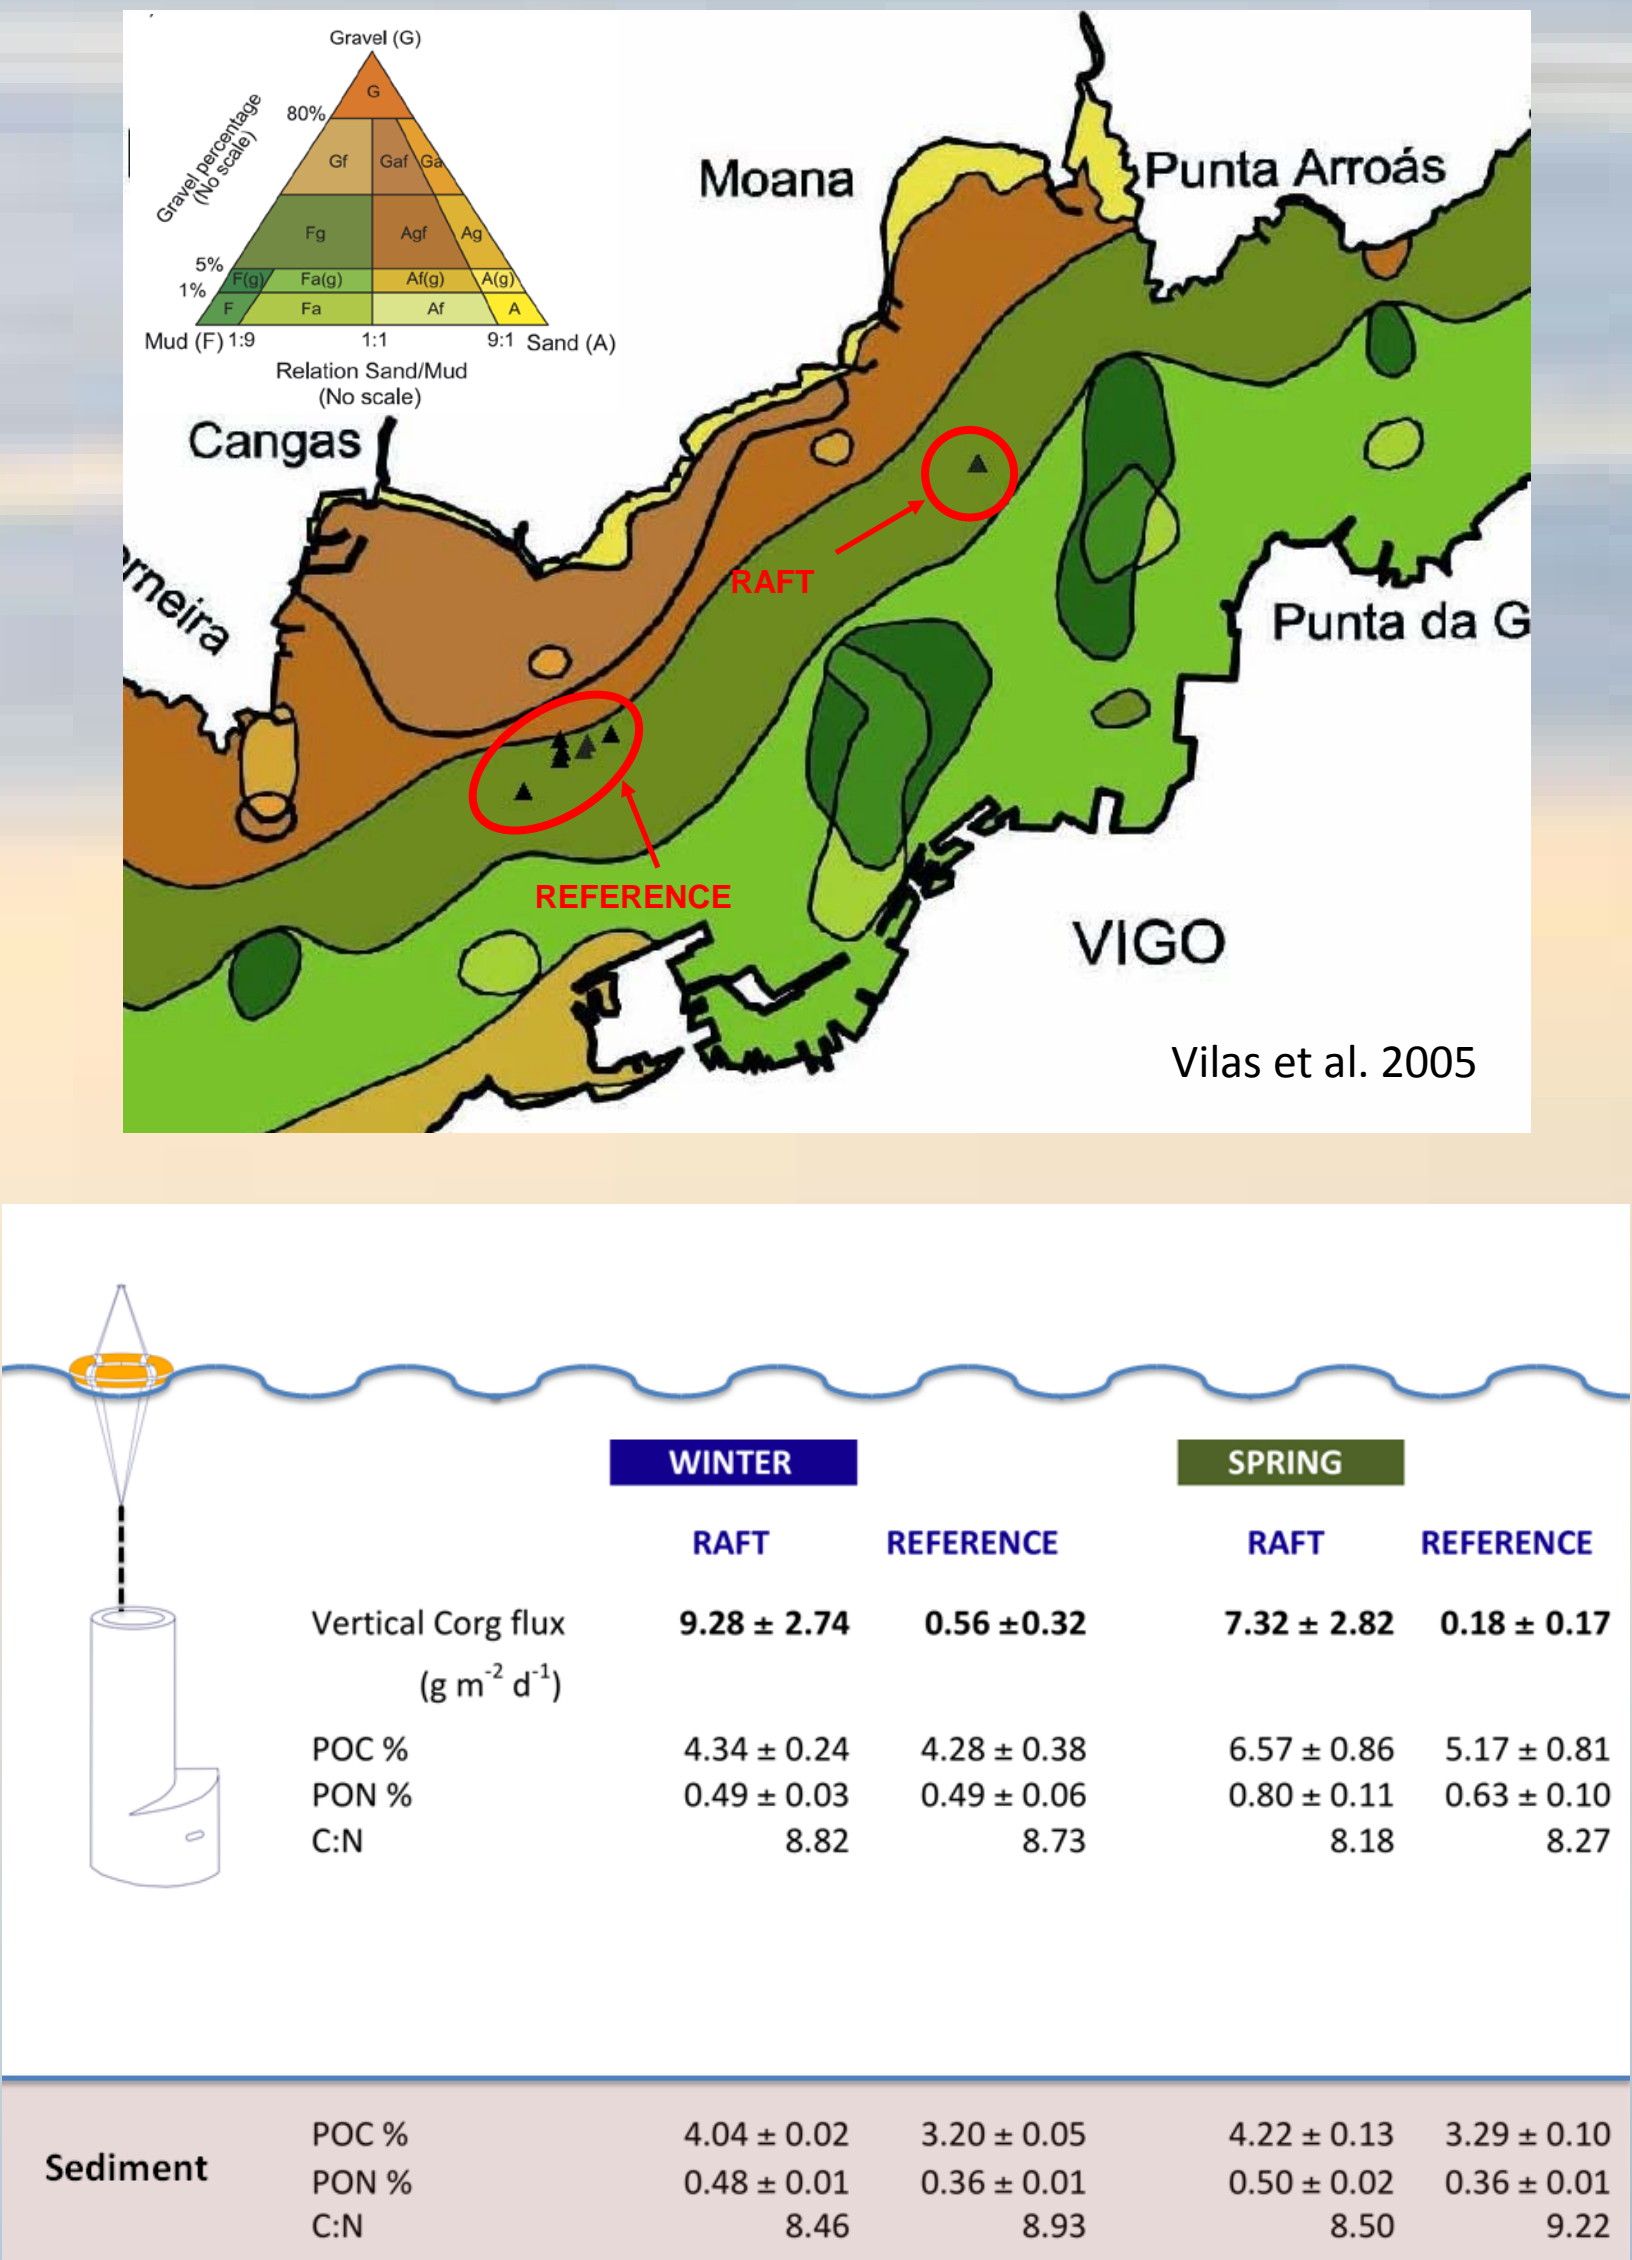 Gravel (G)
G
80%
Gravel percentage
(No scale)
Gf Gaf Ga
Fg Agf Ag
5%
F(g) Fa(g) Af(g) A(g)
1%
F Fa Af A
Mud (F) 1:9 1:1 9:1 Sand (A)
Relation Sand/Mud
(No scale)
Moana
Punta Arroás
Cangas
rneira
RAFT
Punta da G
REFERENCE
VIGO
Vilas et al. 2005
WINTER SPRING
RAFT REFERENCE RAFT REFERENCE
Vertical Corg flux 9.28 ± 2.74 0.56 ±0.32 7.32 ± 2.82 0.18 ± 0.17
(g m⁻² d⁻¹)
POC % 4.34 ± 0.24 4.28 ± 0.38 6.57 ± 0.86 5.17 ± 0.81
PON % 0.49 ± 0.03 0.49 ± 0.06 0.80 ± 0.11 0.63 ± 0.10
C:N 8.82 8.73 8.18 8.27
Sediment
POC % 4.04 ± 0.02 3.20 ± 0.05 4.22 ± 0.13 3.29 ± 0.10
PON % 0.48 ± 0.01 0.36 ± 0.01 0.50 ± 0.02 0.36 ± 0.01
C:N 8.46 8.93 8.50 9.22